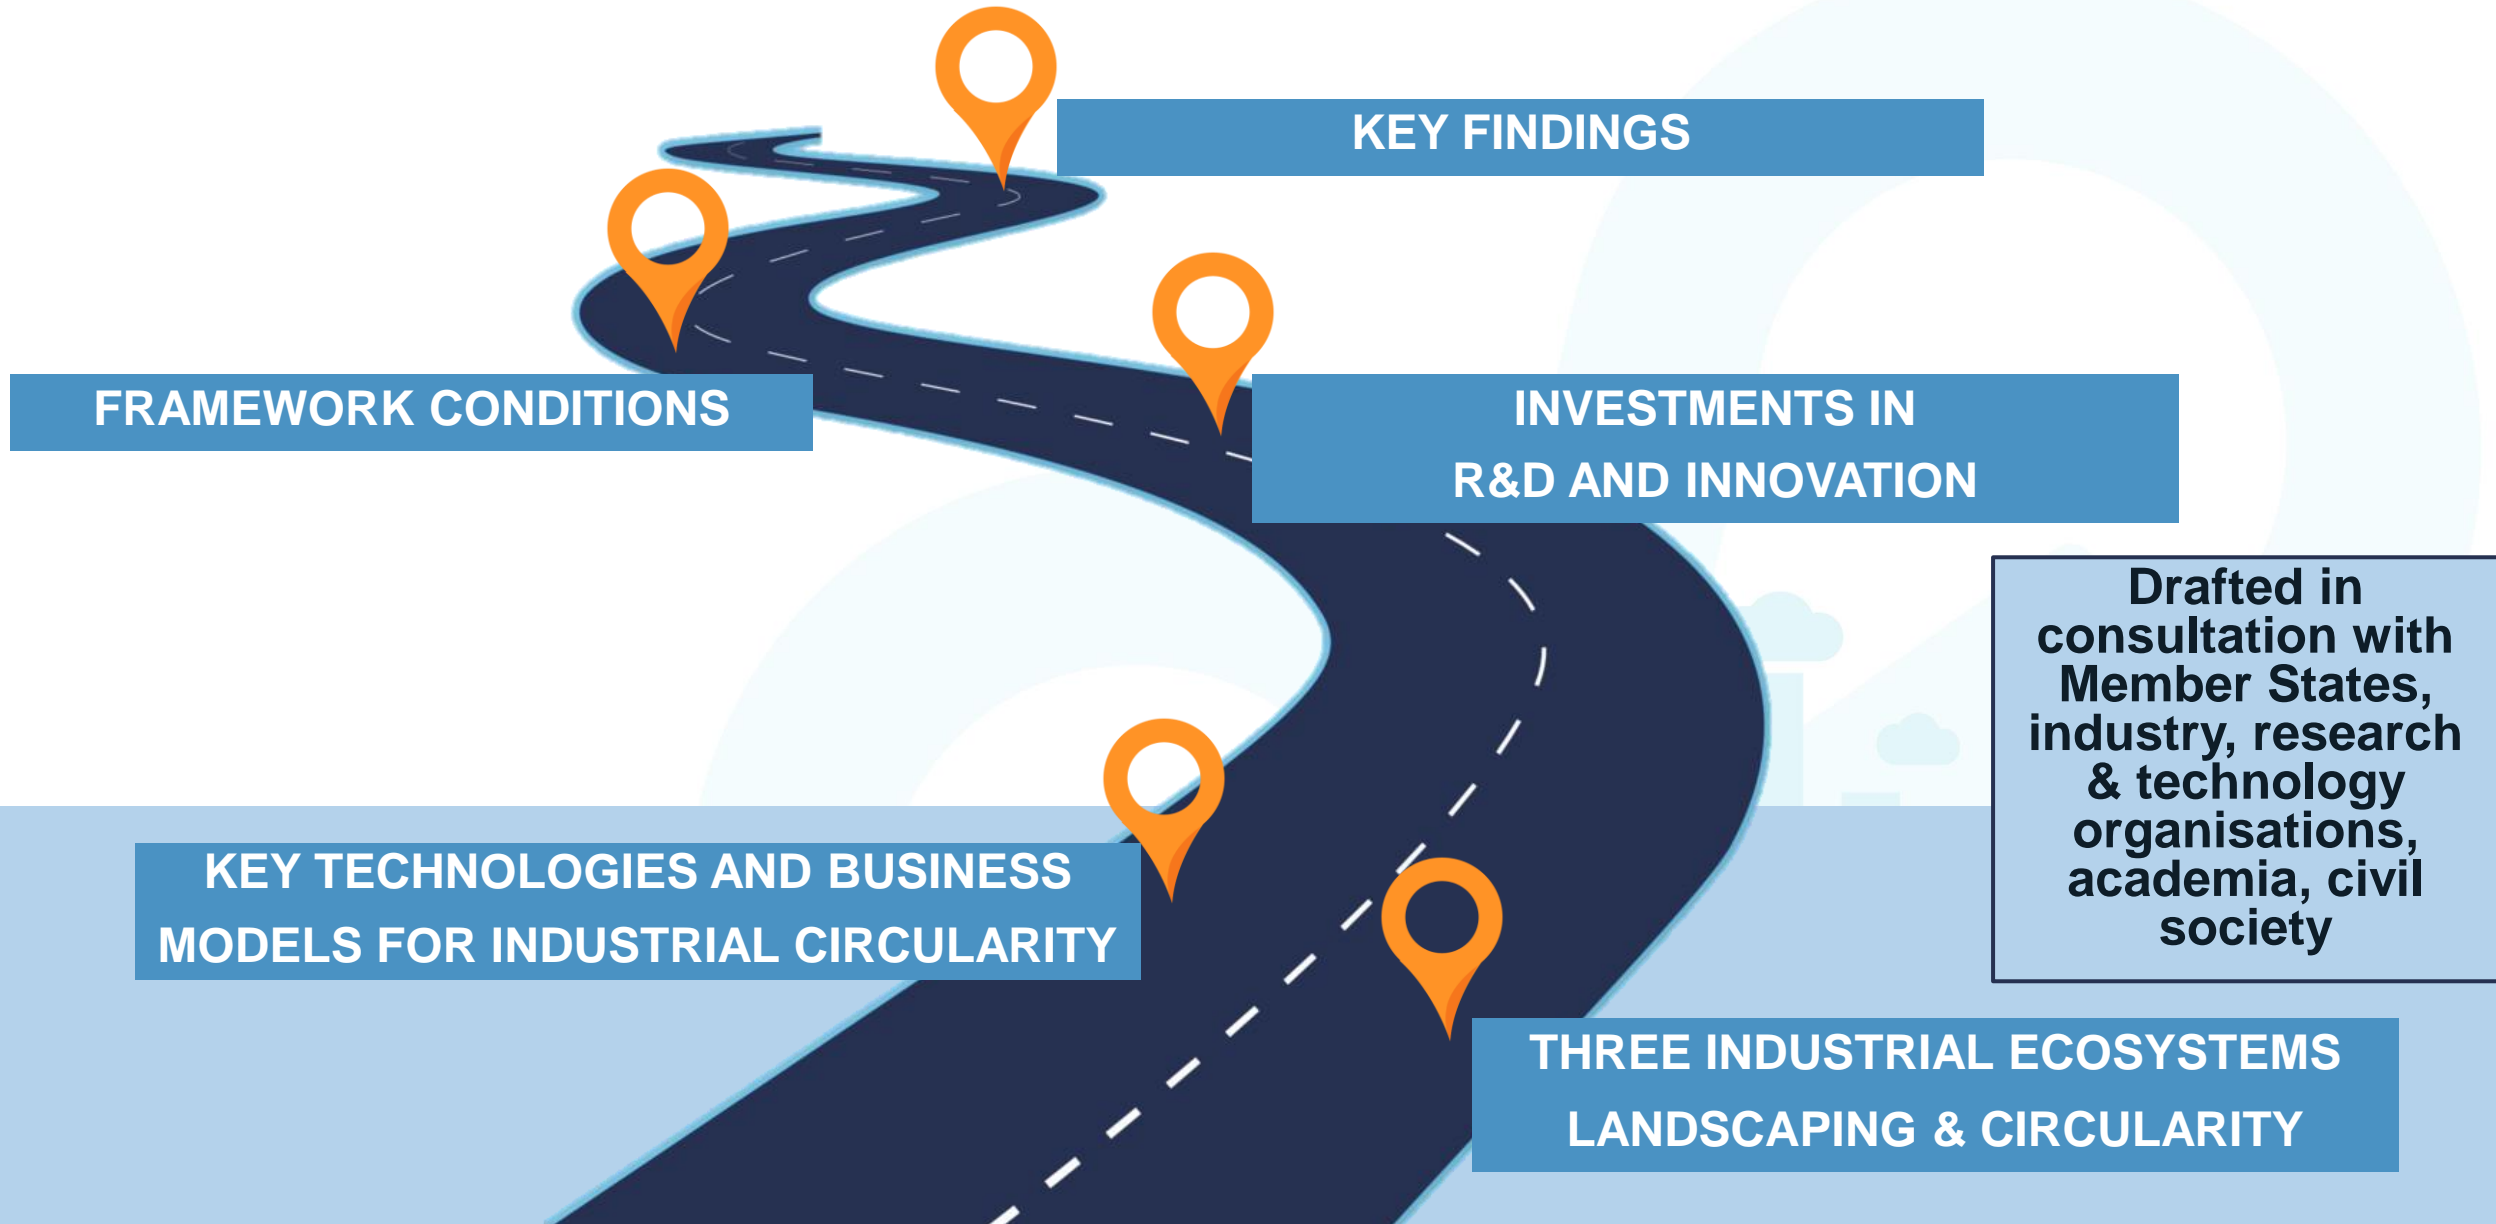 KEY FINDINGS
FRAMEWORK CONDITIONS
INVESTMENTS IN
R&D AND INNOVATION
Drafted in
consultation with
Member States,
industry, research
& technology
organisations,
academia, civil
society
KEY TECHNOLOGIES AND BUSINESS
MODELS FOR INDUSTRIAL CIRCULARITY
THREE INDUSTRIAL ECOSYSTEMS
LANDSCAPING & CIRCULARITY